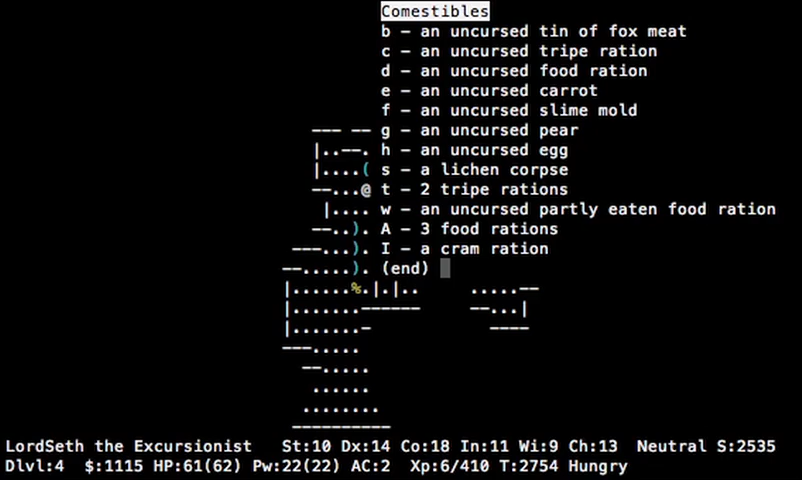 Comestibles
b - an uncursed tin of fox meat
c - an uncursed tripe ration
d - an uncursed food ration
e - an uncursed carrot
f - an uncursed slime mold
--- -- g - an uncursed pear
|..--. h - an uncursed egg
|....( s - a lichen corpse
--...@ t - 2 tripe rations
|.... w - an uncursed partly eaten food ration
--..). A - 3 food rations
---...). I - a cram ration
--.....). (end)
|......%.|.|.. .....--
|.......------ --...|
|.......- ----
---.....
--.....
......
........
----------
LordSeth the Excursionist St:10 Dx:14 Co:18 In:11 Wi:9 Ch:13 Neutral S:2535
Dlvl:4 $:1115 HP:61(62) Pw:22(22) AC:2 Xp:6/410 T:2754 Hungry